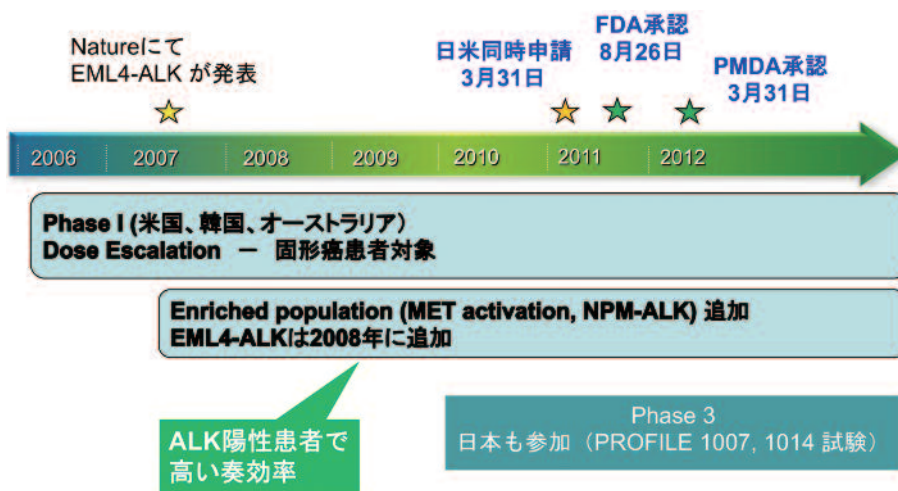 Natureにて
EML4-ALK が発表
日米同時申請
3月31日
FDA承認
8月26日
PMDA承認
3月31日
2006 2007 2008 2009 2010 2011 2012
Phase I (米国、韓国、オーストラリア)
Dose Escalation － 固形癌患者対象
Enriched population (MET activation, NPM-ALK) 追加
EML4-ALKは2008年に追加
ALK陽性患者で
高い奏効率
Phase 3
日本も参加（PROFILE 1007, 1014 試験）